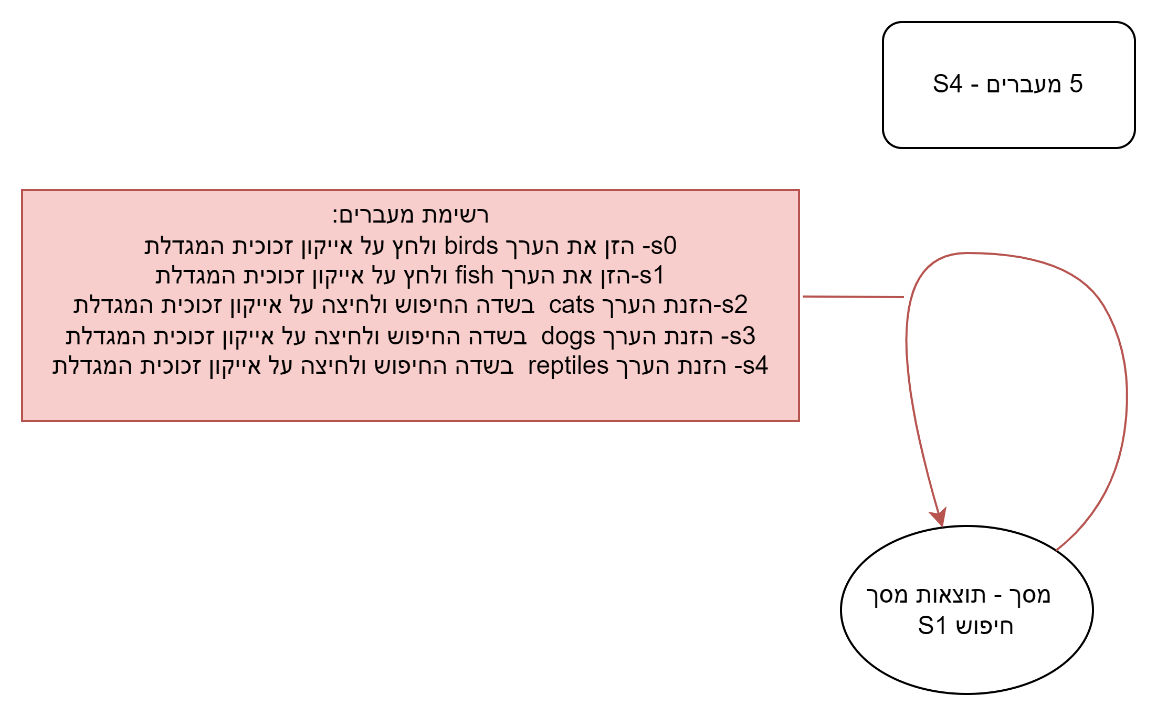 5 מעברים - S4
רשימת מעברים:
s0- הזן את הערך birds ולחץ על אייקון זכוכית המגדלת
s1-הזן את הערך fish ולחץ על אייקון זכוכית המגדלת
s2-הזנת הערך cats בשדה החיפוש ולחיצה על אייקון זכוכית המגדלת
s3- הזנת הערך dogs בשדה החיפוש ולחיצה על אייקון זכוכית המגדלת
s4- הזנת הערך reptiles בשדה החיפוש ולחיצה על אייקון זכוכית המגדלת
מסך - תוצאות מסך
חיפוש S1